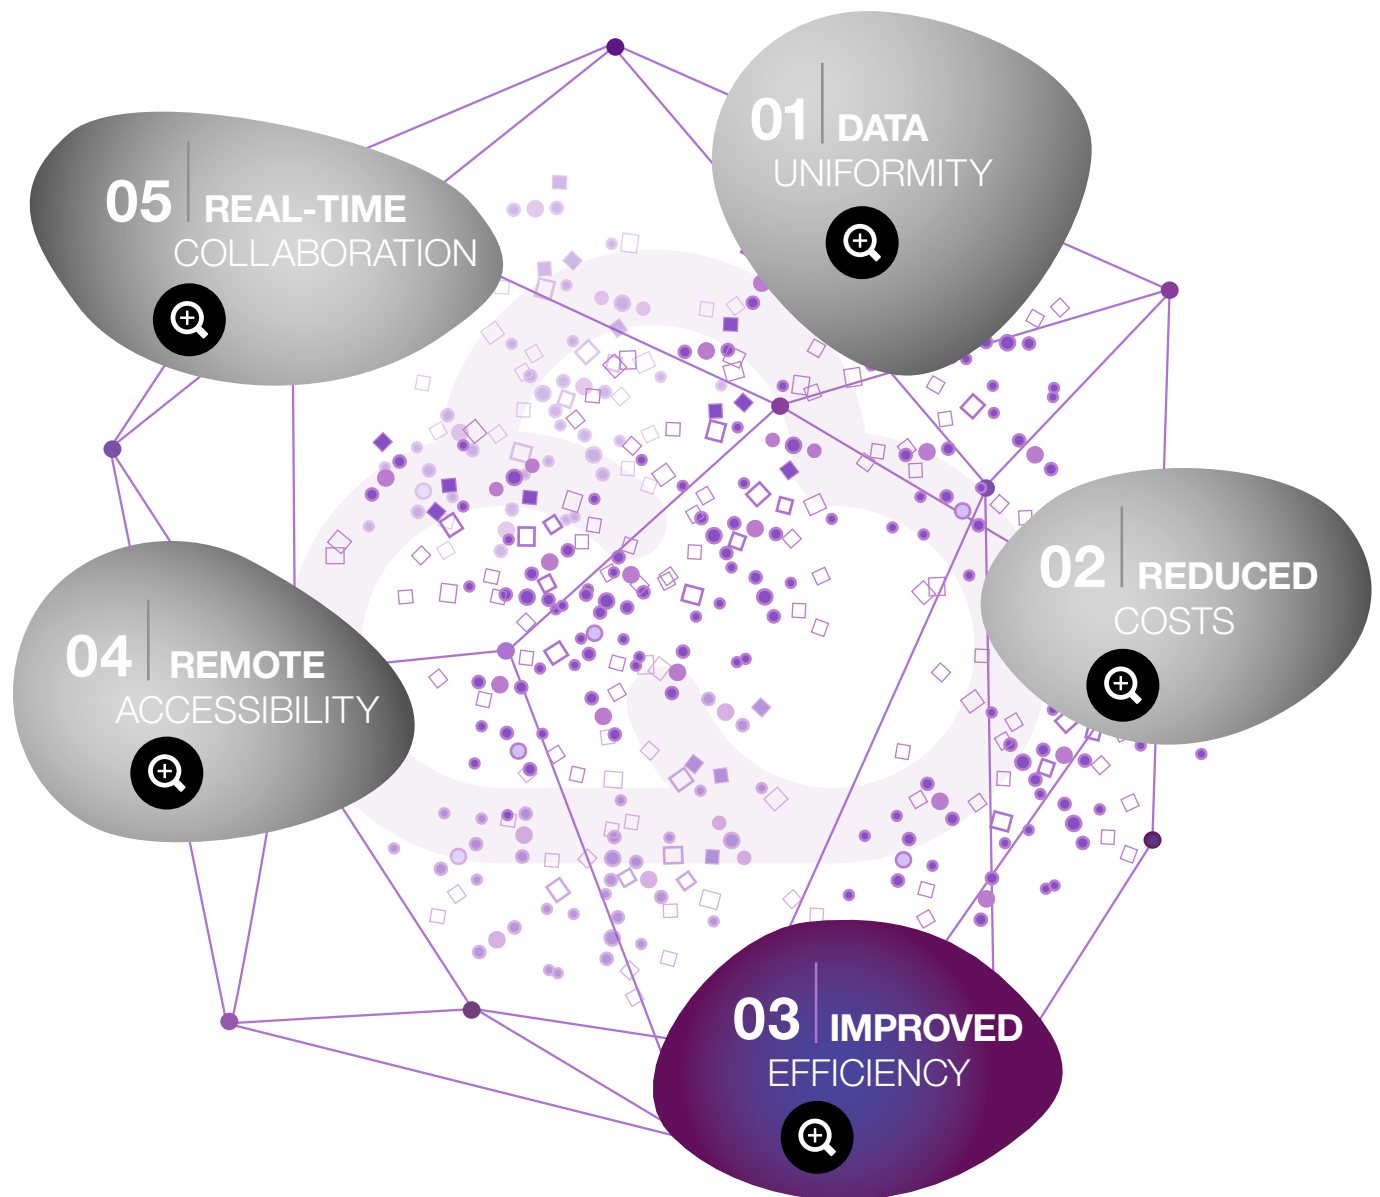 01 DATA
UNIFORMITY
05 REAL-TIME
COLLABORATION
02 REDUCED
COSTS
04 REMOTE
ACCESSIBILITY
03 IMPROVED
EFFICIENCY